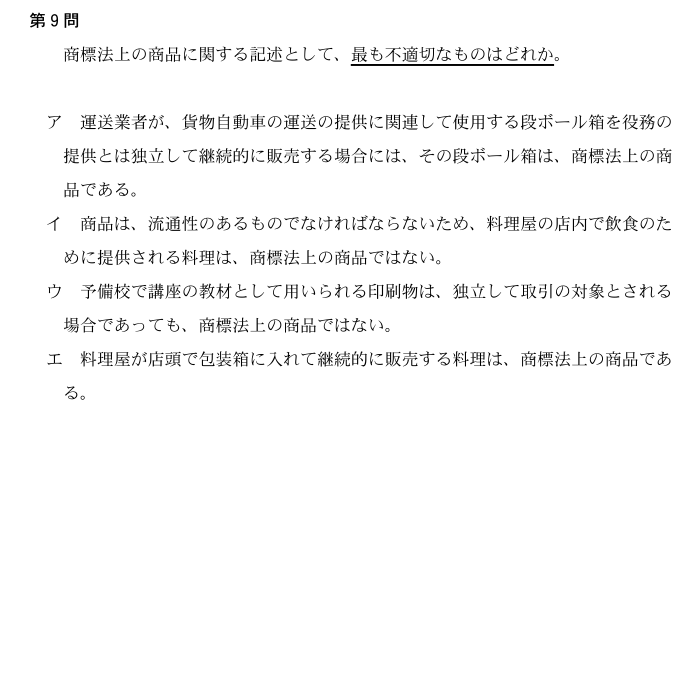 第9問
商標法上の商品に関する記述として、最も不適切なものはどれか。
ア　運送業者が、貨物自動車の運送の提供に関連して使用する段ボール箱を役務の
提供とは独立して継続的に販売する場合には、その段ボール箱は、商標法上の商
品である。
イ　商品は、流通性のあるものでなければならないため、料理屋の店内で飲食のた
めに提供される料理は、商標法上の商品ではない。
ウ　予備校で講座の教材として用いられる印刷物は、独立して取引の対象とされる
場合であっても、商標法上の商品ではない。
エ　料理屋が店頭で包装箱に入れて継続的に販売する料理は、商標法上の商品であ
る。